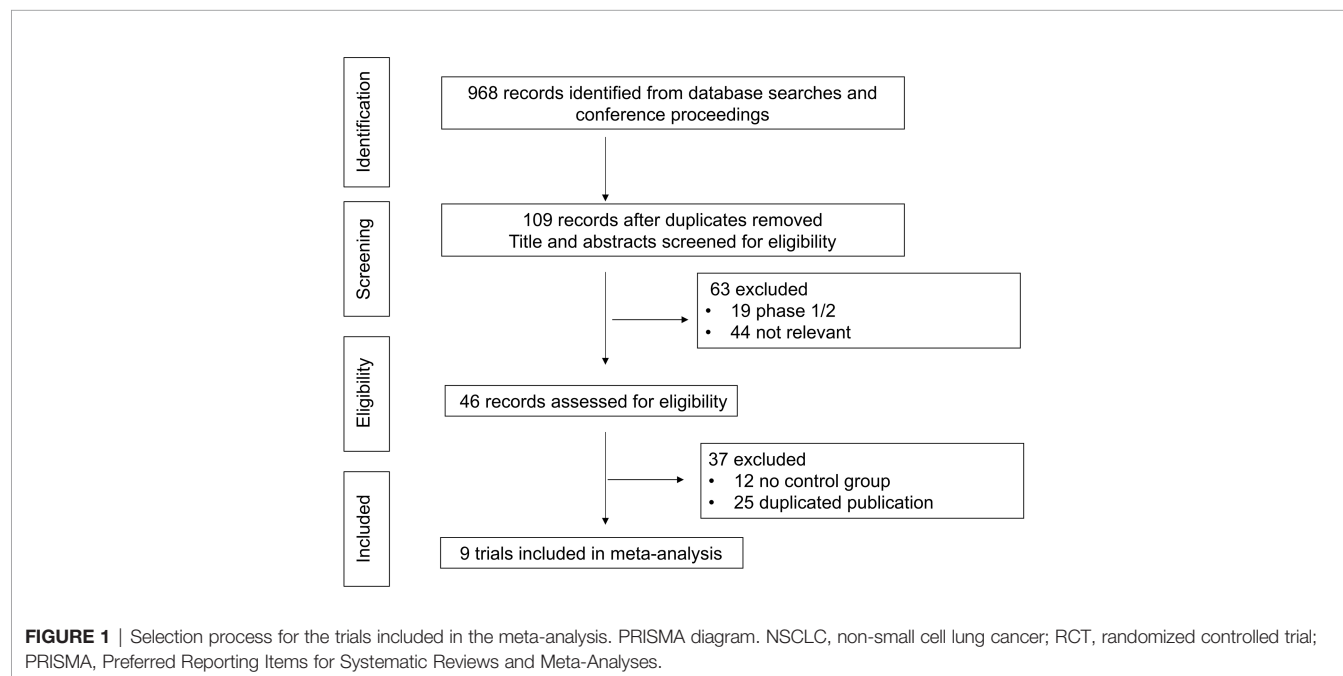 Identification
968 records identified from database searches and
conference proceedings
Screening
109 records after duplicates removed
Title and abstracts screened for eligibility
63 excluded
• 19 phase 1/2
• 44 not relevant
Eligibility
46 records assessed for eligibility
37 excluded
• 12 no control group
• 25 duplicated publication
Included
9 trials included in meta-analysis
FIGURE 1 | Selection process for the trials included in the meta-analysis. PRISMA diagram. NSCLC, non-small cell lung cancer; RCT, randomized controlled trial;
PRISMA, Preferred Reporting Items for Systematic Reviews and Meta-Analyses.